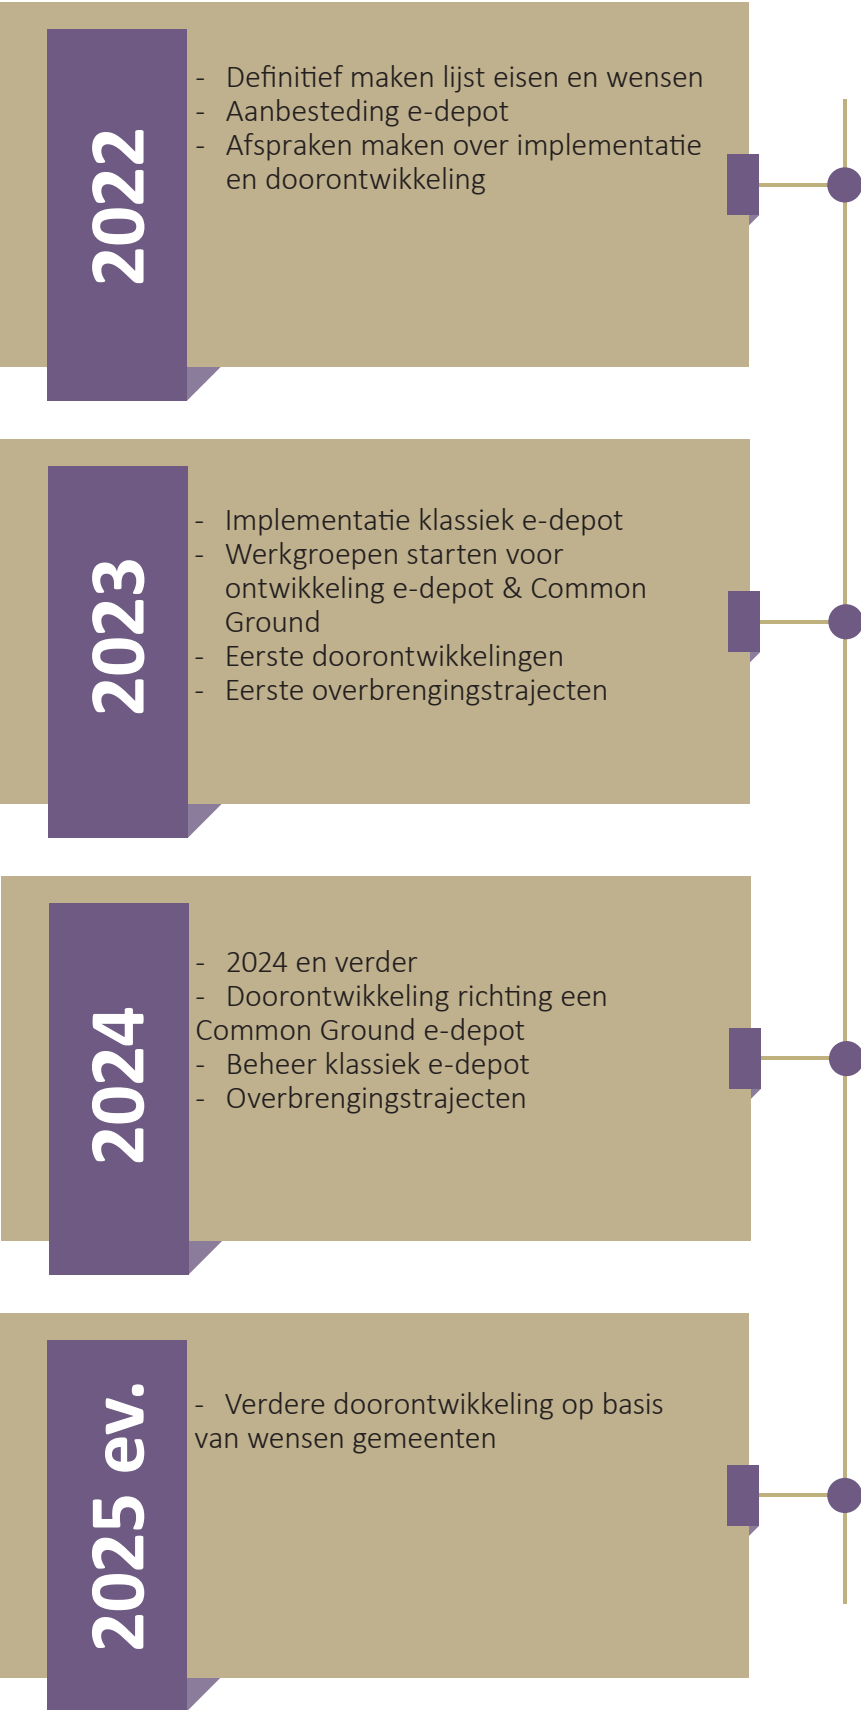 2022
- Definitief maken lijst eisen en wensen
- Aanbesteding e-depot
- Afspraken maken over implementatie
en doorontwikkeling
2023
- Implementatie klassiek e-depot
- Werkgroepen starten voor
ontwikkeling e-depot & Common
Ground
- Eerste doorontwikkelingen
- Eerste overbrengingstrajecten
2024
- 2024 en verder
- Doorontwikkeling richting een
Common Ground e-depot
- Beheer klassiek e-depot
- Overbrengingstrajecten
2025 ev.
- Verdere doorontwikkeling op basis
van wensen gemeenten